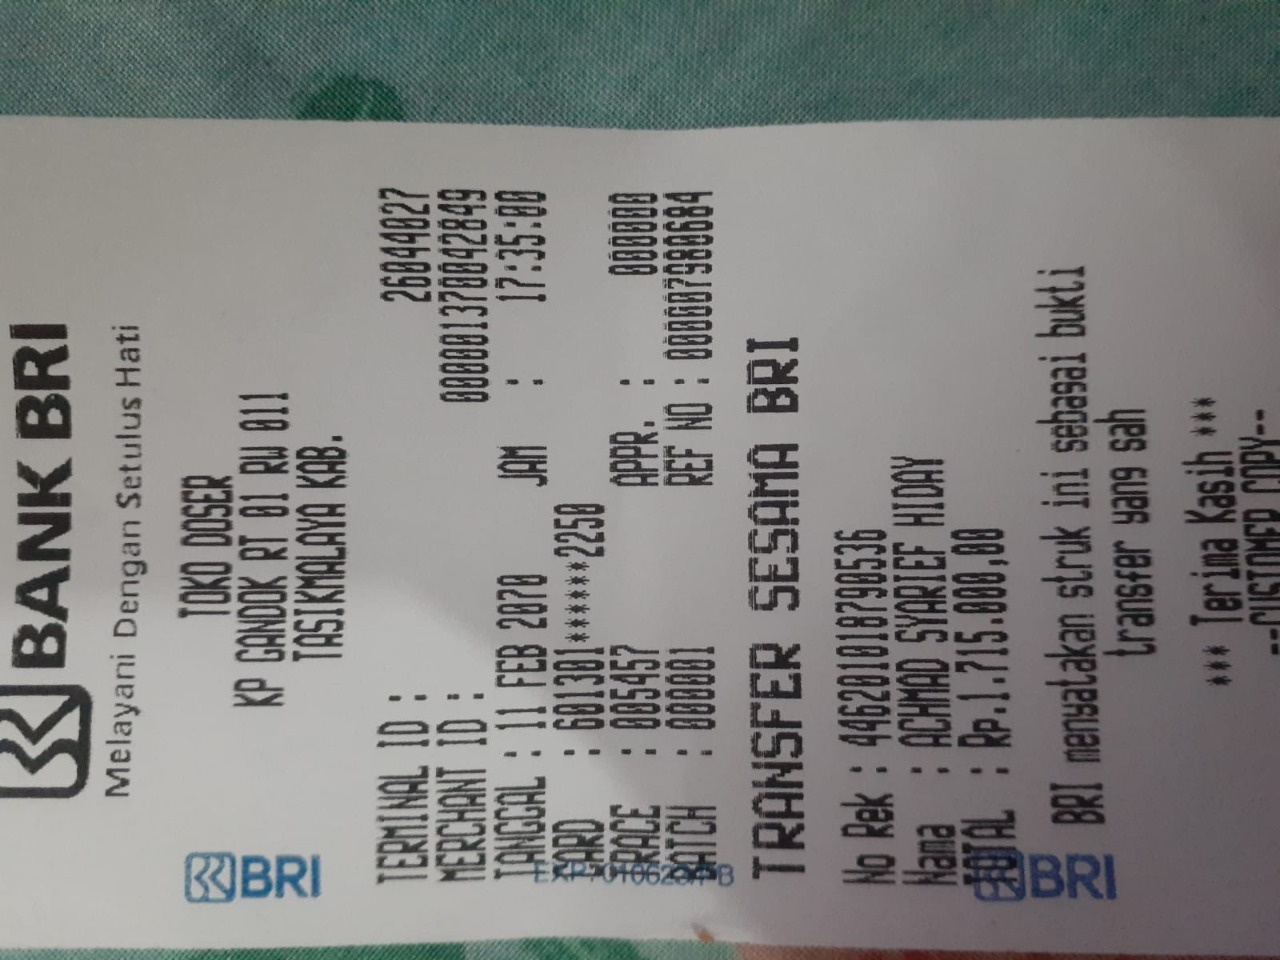 BANK BRI
Melayani Dengan Setulus Hati
TOKO DOSER
KP GANDOK RT 01 RW 011
TASIKMALAYA KAB.
TERMINAL ID : 26044027
MERCHANT ID : 000001370042849
TANGGAL : 11 FEB 2070 JAM : 17:35:00
CARD : 601301*******2250
TRACE : 005457 APPR. : 000000
BATCH : 000001 REF NO : 000007980684
TRANSFER SESAMA BRI
No Rek : 446201018790536
Nama : ACHMAD SYARIEF HIDAY
TOTAL : Rp.1.715.000,00
BRI menyatakan struk ini sebagai bukti
transfer yang sah
*** Terima Kasih ***
--CUSTOMER COPY--
BRI
BRI